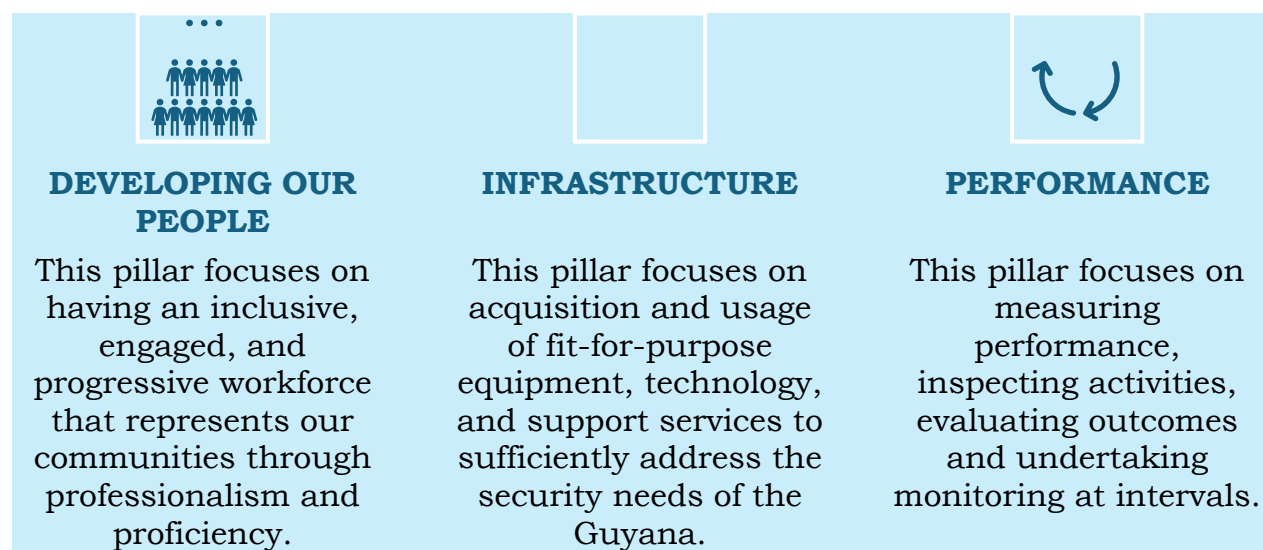 DEVELOPING OUR
PEOPLE
This pillar focuses on
having an inclusive,
engaged, and
progressive workforce
that represents our
communities through
professionalism and
proficiency.
INFRASTRUCTURE
This pillar focuses on
acquisition and usage
of fit-for-purpose
equipment, technology,
and support services to
sufficiently address the
security needs of the
Guyana.
PERFORMANCE
This pillar focuses on
measuring
performance,
inspecting activities,
evaluating outcomes
and undertaking
monitoring at intervals.